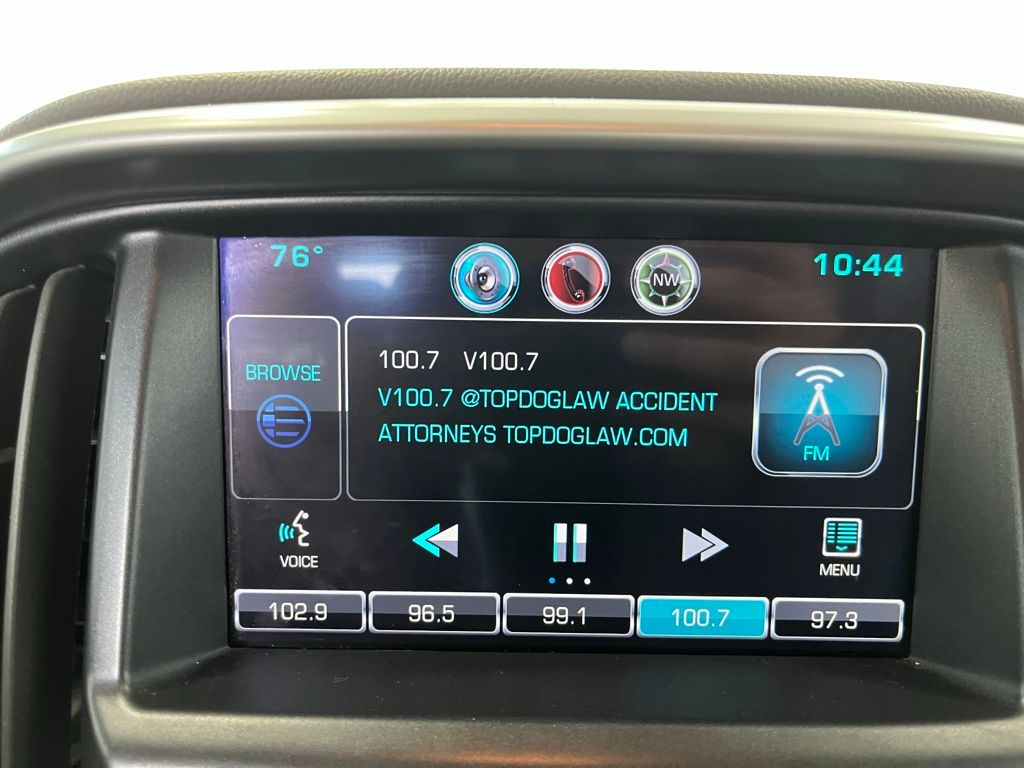 76°
NW
10:44
BROWSE
100.7 V100.7
V100.7 @TOPDOGLAW ACCIDENT
ATTORNEYS TOPDOGLAW.COM
FM
VOICE
MENU
102.9 96.5 99.1 100.7 97.3